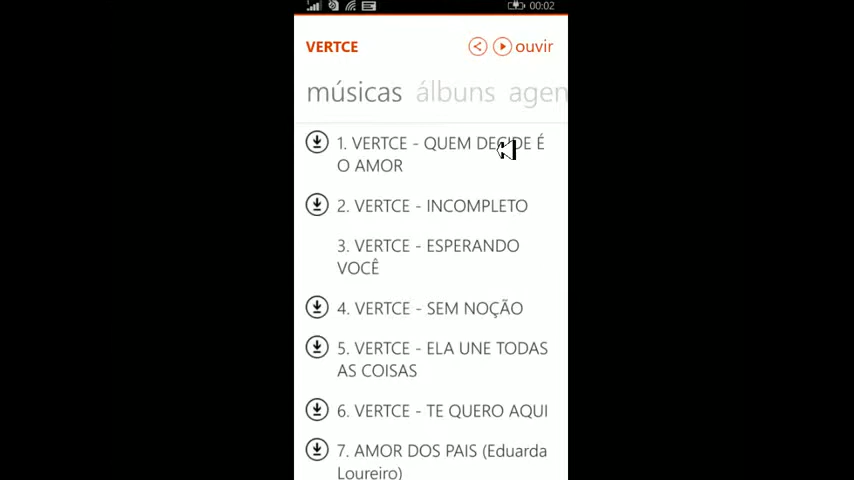 00:02
VERTCE ouvir
músicas álbuns agen
1. VERTCE - QUEM DECIDE É
O AMOR
2. VERTCE - INCOMPLETO
3. VERTCE - ESPERANDO
VOCÊ
4. VERTCE - SEM NOÇÃO
5. VERTCE - ELA UNE TODAS
AS COISAS
6. VERTCE - TE QUERO AQUI
7. AMOR DOS PAIS (Eduarda
Loureiro)